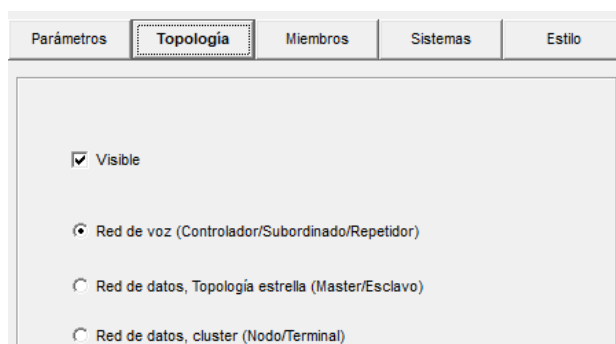 Parámetros Topología Miembros Sistemas Estilo
Visible
Red de voz (Controlador/Subordinado/Repetidor)
Red de datos, Topología estrella (Master/Esclavo)
Red de datos, cluster (Nodo/Terminal)